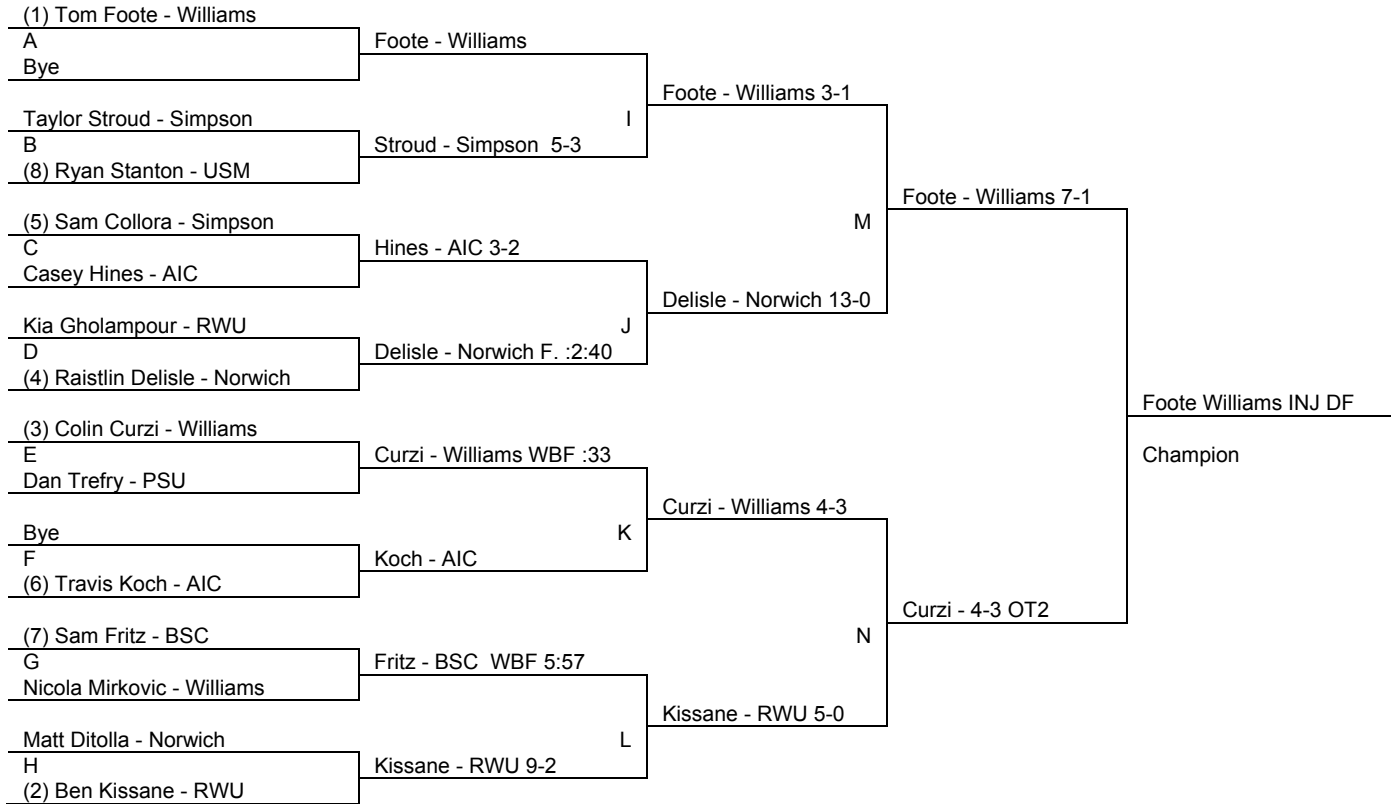 (1) Tom Foote - Williams
A
Bye
Taylor Stroud - Simpson
B
(8) Ryan Stanton - USM
(5) Sam Collora - Simpson
C
Casey Hines - AIC
Kia Gholampour - RWU
D
(4) Raistlin Delisle - Norwich
(3) Colin Curzi - Williams
E
Dan Trefry - PSU
Bye
F
(6) Travis Koch - AIC
(7) Sam Fritz - BSC
G
Nicola Mirkovic - Williams
Matt Ditolla - Norwich
H
(2) Ben Kissane - RWU
Foote - Williams
I
Stroud - Simpson  5-3
Hines - AIC 3-2
J
Delisle - Norwich F. :2:40
Curzi - Williams WBF :33
K
Koch - AIC
Fritz - BSC  WBF 5:57
L
Kissane - RWU 9-2
Foote - Williams 3-1
M
Delisle - Norwich 13-0
Curzi - Williams 4-3
N
Kissane - RWU 5-0
Foote - Williams 7-1
Curzi - 4-3 OT2
Foote Williams INJ DF
Champion